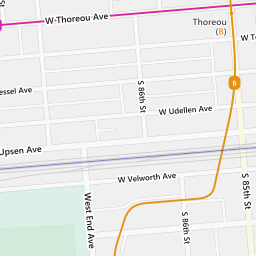 W Thoreou Ave
Thoreou
(B)
W
essel Ave
S 86th St
B
W Udellen Ave
Upsen Ave
W Velworth Ave
West End Ave
S 86th St
S 85th St